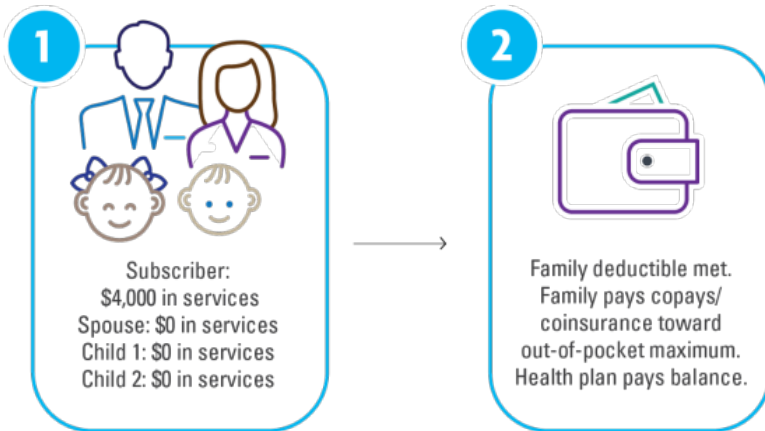 1
Subscriber:
$4,000 in services
Spouse: $0 in services
Child 1: $0 in services
Child 2: $0 in services
2
Family deductible met.
Family pays copays/
coinsurance toward
out-of-pocket maximum.
Health plan pays balance.